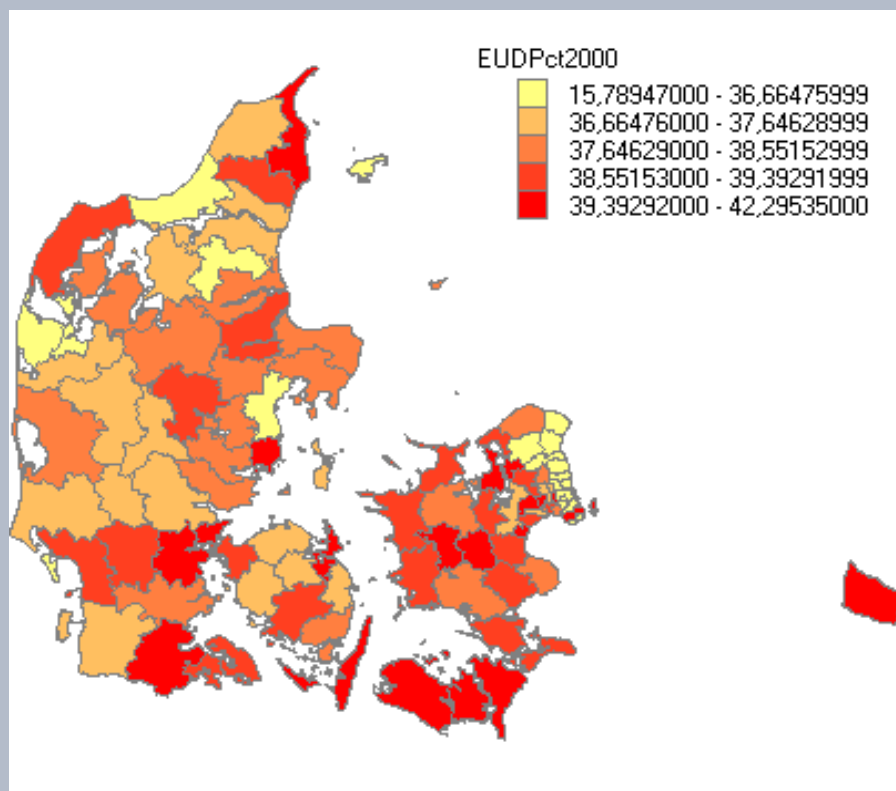 EUDPct2000
15,78947000 - 36,66475999
36,66476000 - 37,64628999
37,64629000 - 38,55152999
38,55153000 - 39,39291999
39,39292000 - 42,29535000